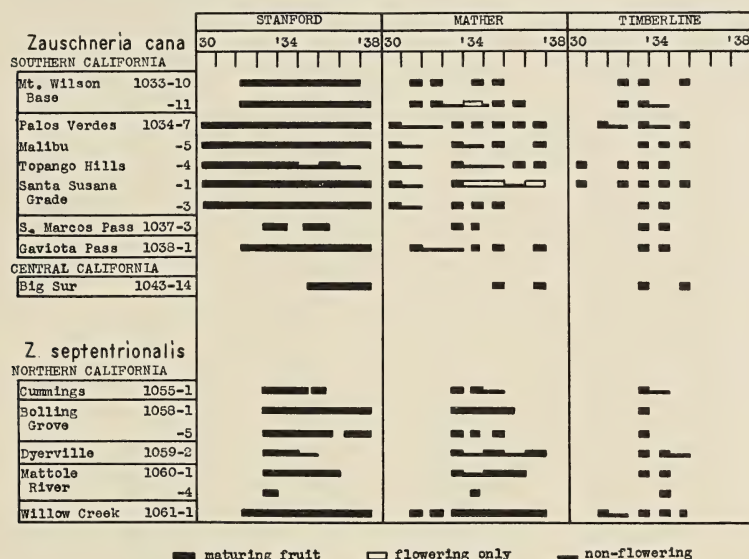 STANFORD MATHER TIMBERLINE
Zauschneria cana 30 '34 '38 30 '34 '38 30 '34 '38
SOUTHERN CALIFORNIA
Mt. Wilson 1033-10
Base -11
Palos Verdes 1034-7
Malibu -5
Topango Hills -4
Santa Susana -1
Grade -3
S. Marcos Pass 1037-3
Gaviota Pass 1038-1
CENTRAL CALIFORNIA
Big Sur 1043-14
Z. septentrionalis
NORTHERN CALIFORNIA
Cummings 1055-1
Bolling 1058-1
Grove -5
Dyerville 1059-2
Mattole 1060-1
River -4
Willow Creek 1061-1
maturing fruit flowering only non-flowering